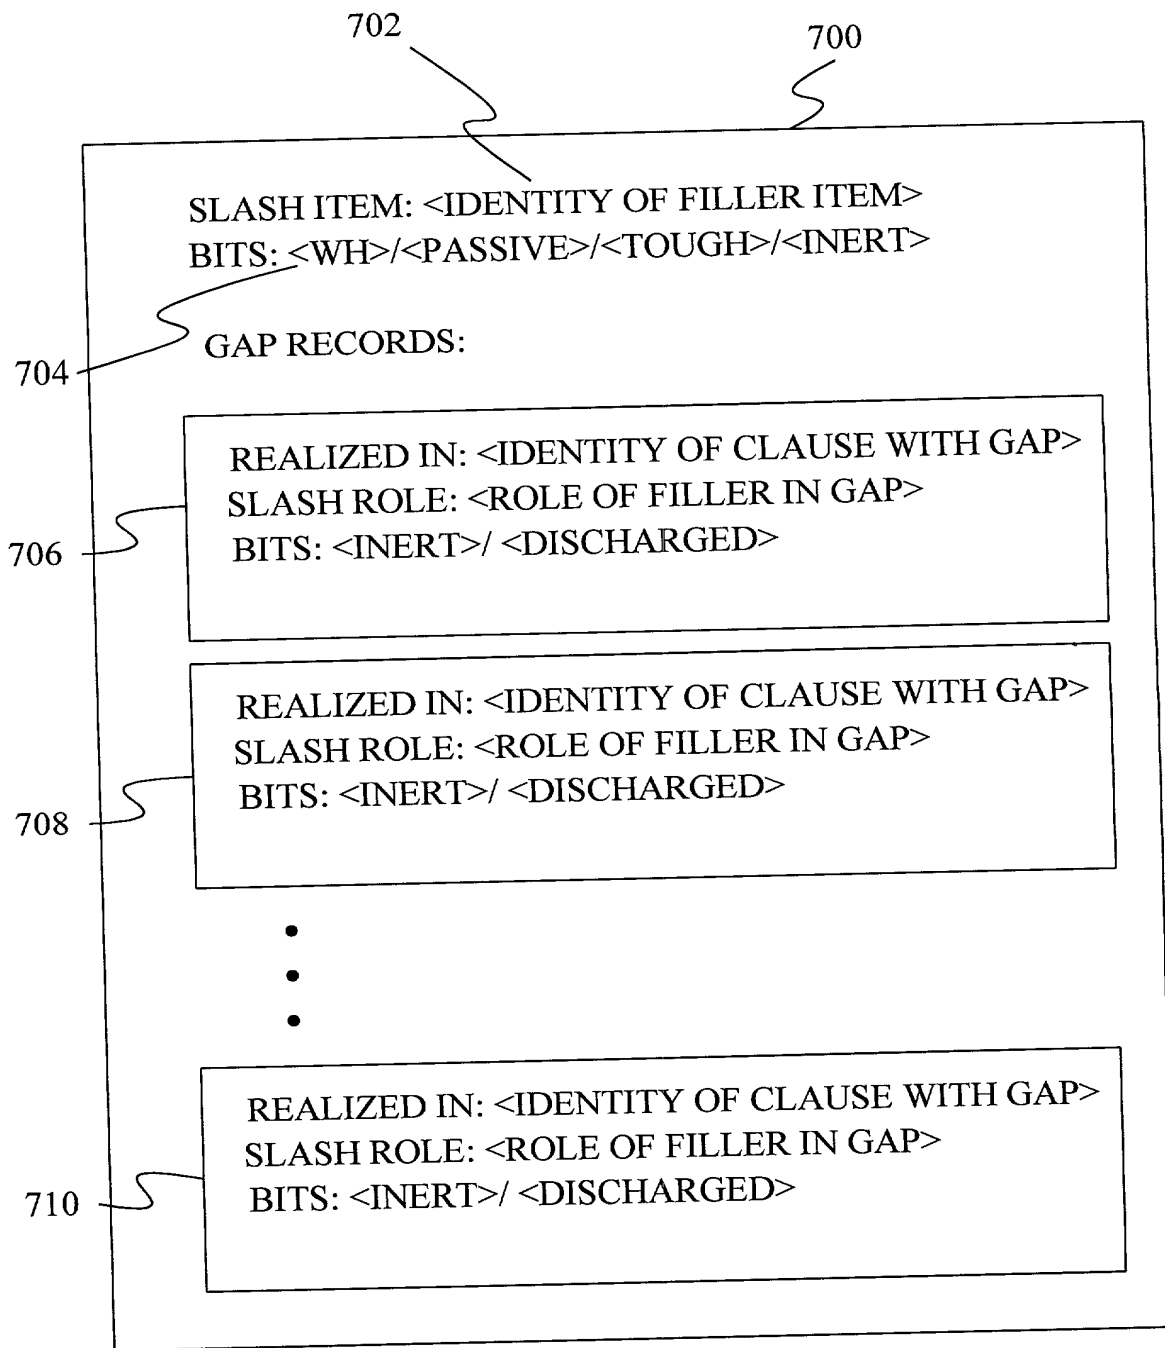 702
700
SLASH ITEM: <IDENTITY OF FILLER ITEM>
BITS: <WH>/<PASSIVE>/<TOUGH>/<INERT>
GAP RECORDS:
704
REALIZED IN: <IDENTITY OF CLAUSE WITH GAP>
SLASH ROLE: <ROLE OF FILLER IN GAP>
BITS: <INERT>/ <DISCHARGED>
706
REALIZED IN: <IDENTITY OF CLAUSE WITH GAP>
SLASH ROLE: <ROLE OF FILLER IN GAP>
BITS: <INERT>/ <DISCHARGED>
708
REALIZED IN: <IDENTITY OF CLAUSE WITH GAP>
SLASH ROLE: <ROLE OF FILLER IN GAP>
BITS: <INERT>/ <DISCHARGED>
710